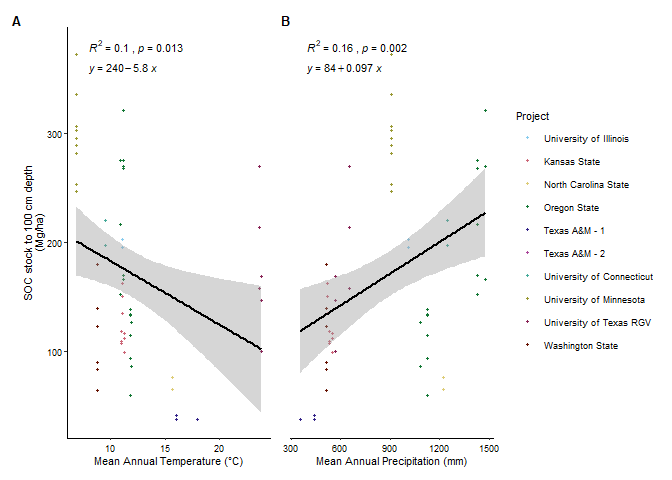 A
B
R² = 0.1 , p = 0.013
y = 240 − 5.8 x
R² = 0.16 , p = 0.002
y = 84 + 0.097 x
SOC stock to 100 cm depth
(Mg/ha)
300
200
100
10
15
20
Mean Annual Temperature (°C)
300
600
900
1200
1500
Mean Annual Precipitation (mm)
Project
University of Illinois
Kansas State
North Carolina State
Oregon State
Texas A&M - 1
Texas A&M - 2
University of Connecticut
University of Minnesota
University of Texas RGV
Washington State